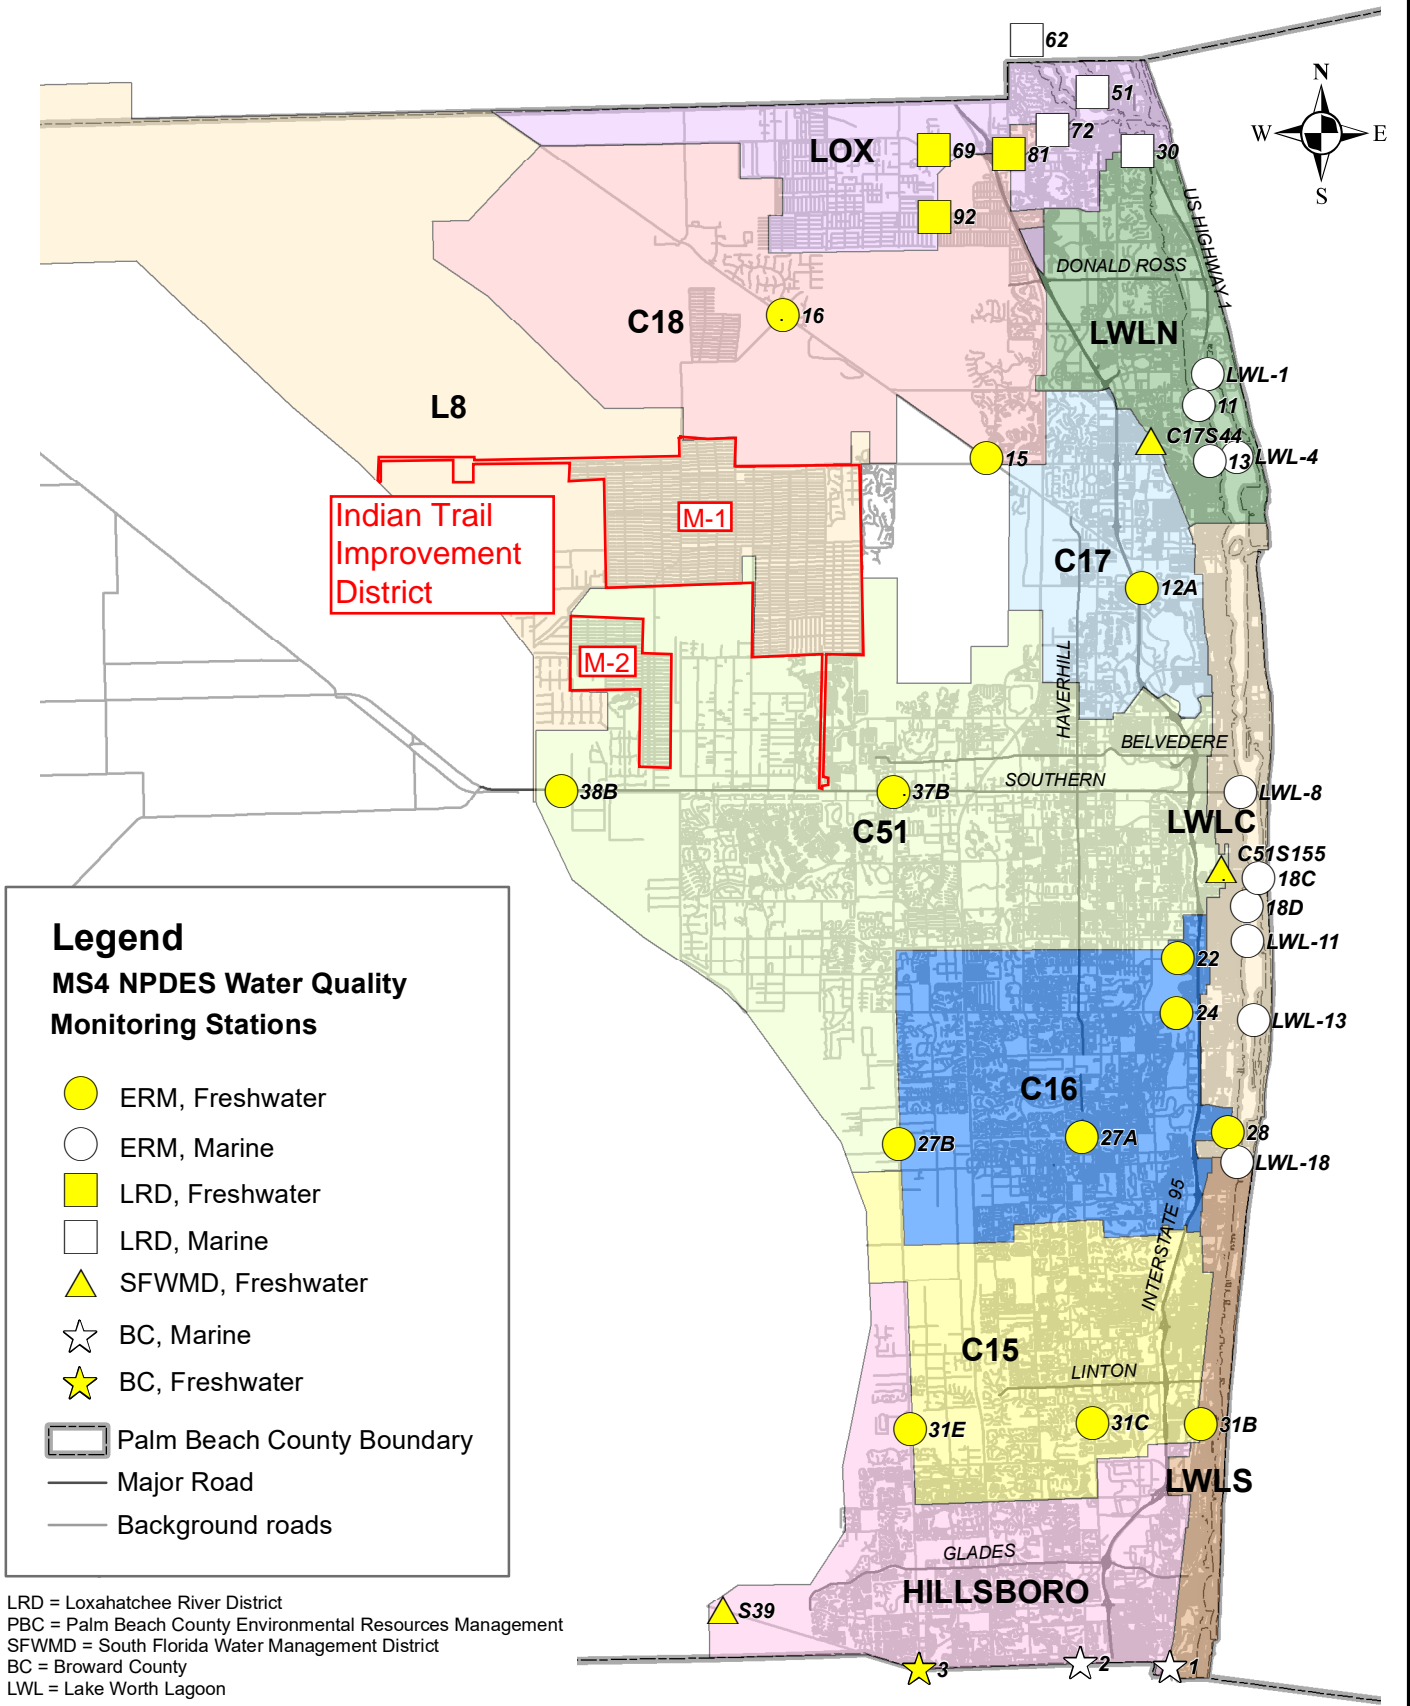 62
N
51
W
E
72
LOX
69
81
30
S
92
US HIGHWAY 1
DONALD ROSS
16
C18
LWLN
LWL-1
L8
11
C17S44
15
13
LWL-4
Indian Trail
Improvement
District
M-1
C17
12A
M-2
HAVERHILL
BELVEDERE
SOUTHERN
38B
37B
LWL-8
C51
LWLC
C51S155
18C
18D
LWL-11
22
24
LWL-13
C16
27B
27A
28
LWL-18
INTERSTATE 95
C15
LINTON
31E
31C
31B
LWLS
GLADES
HILLSBORO
S39
3
2
1
Legend
MS4 NPDES Water Quality
Monitoring Stations
ERM, Freshwater
ERM, Marine
LRD, Freshwater
LRD, Marine
SFWMD, Freshwater
BC, Marine
BC, Freshwater
Palm Beach County Boundary
Major Road
Background roads
LRD = Loxahatchee River District
PBC = Palm Beach County Environmental Resources Management
SFWMD = South Florida Water Management District
BC = Broward County
LWL = Lake Worth Lagoon